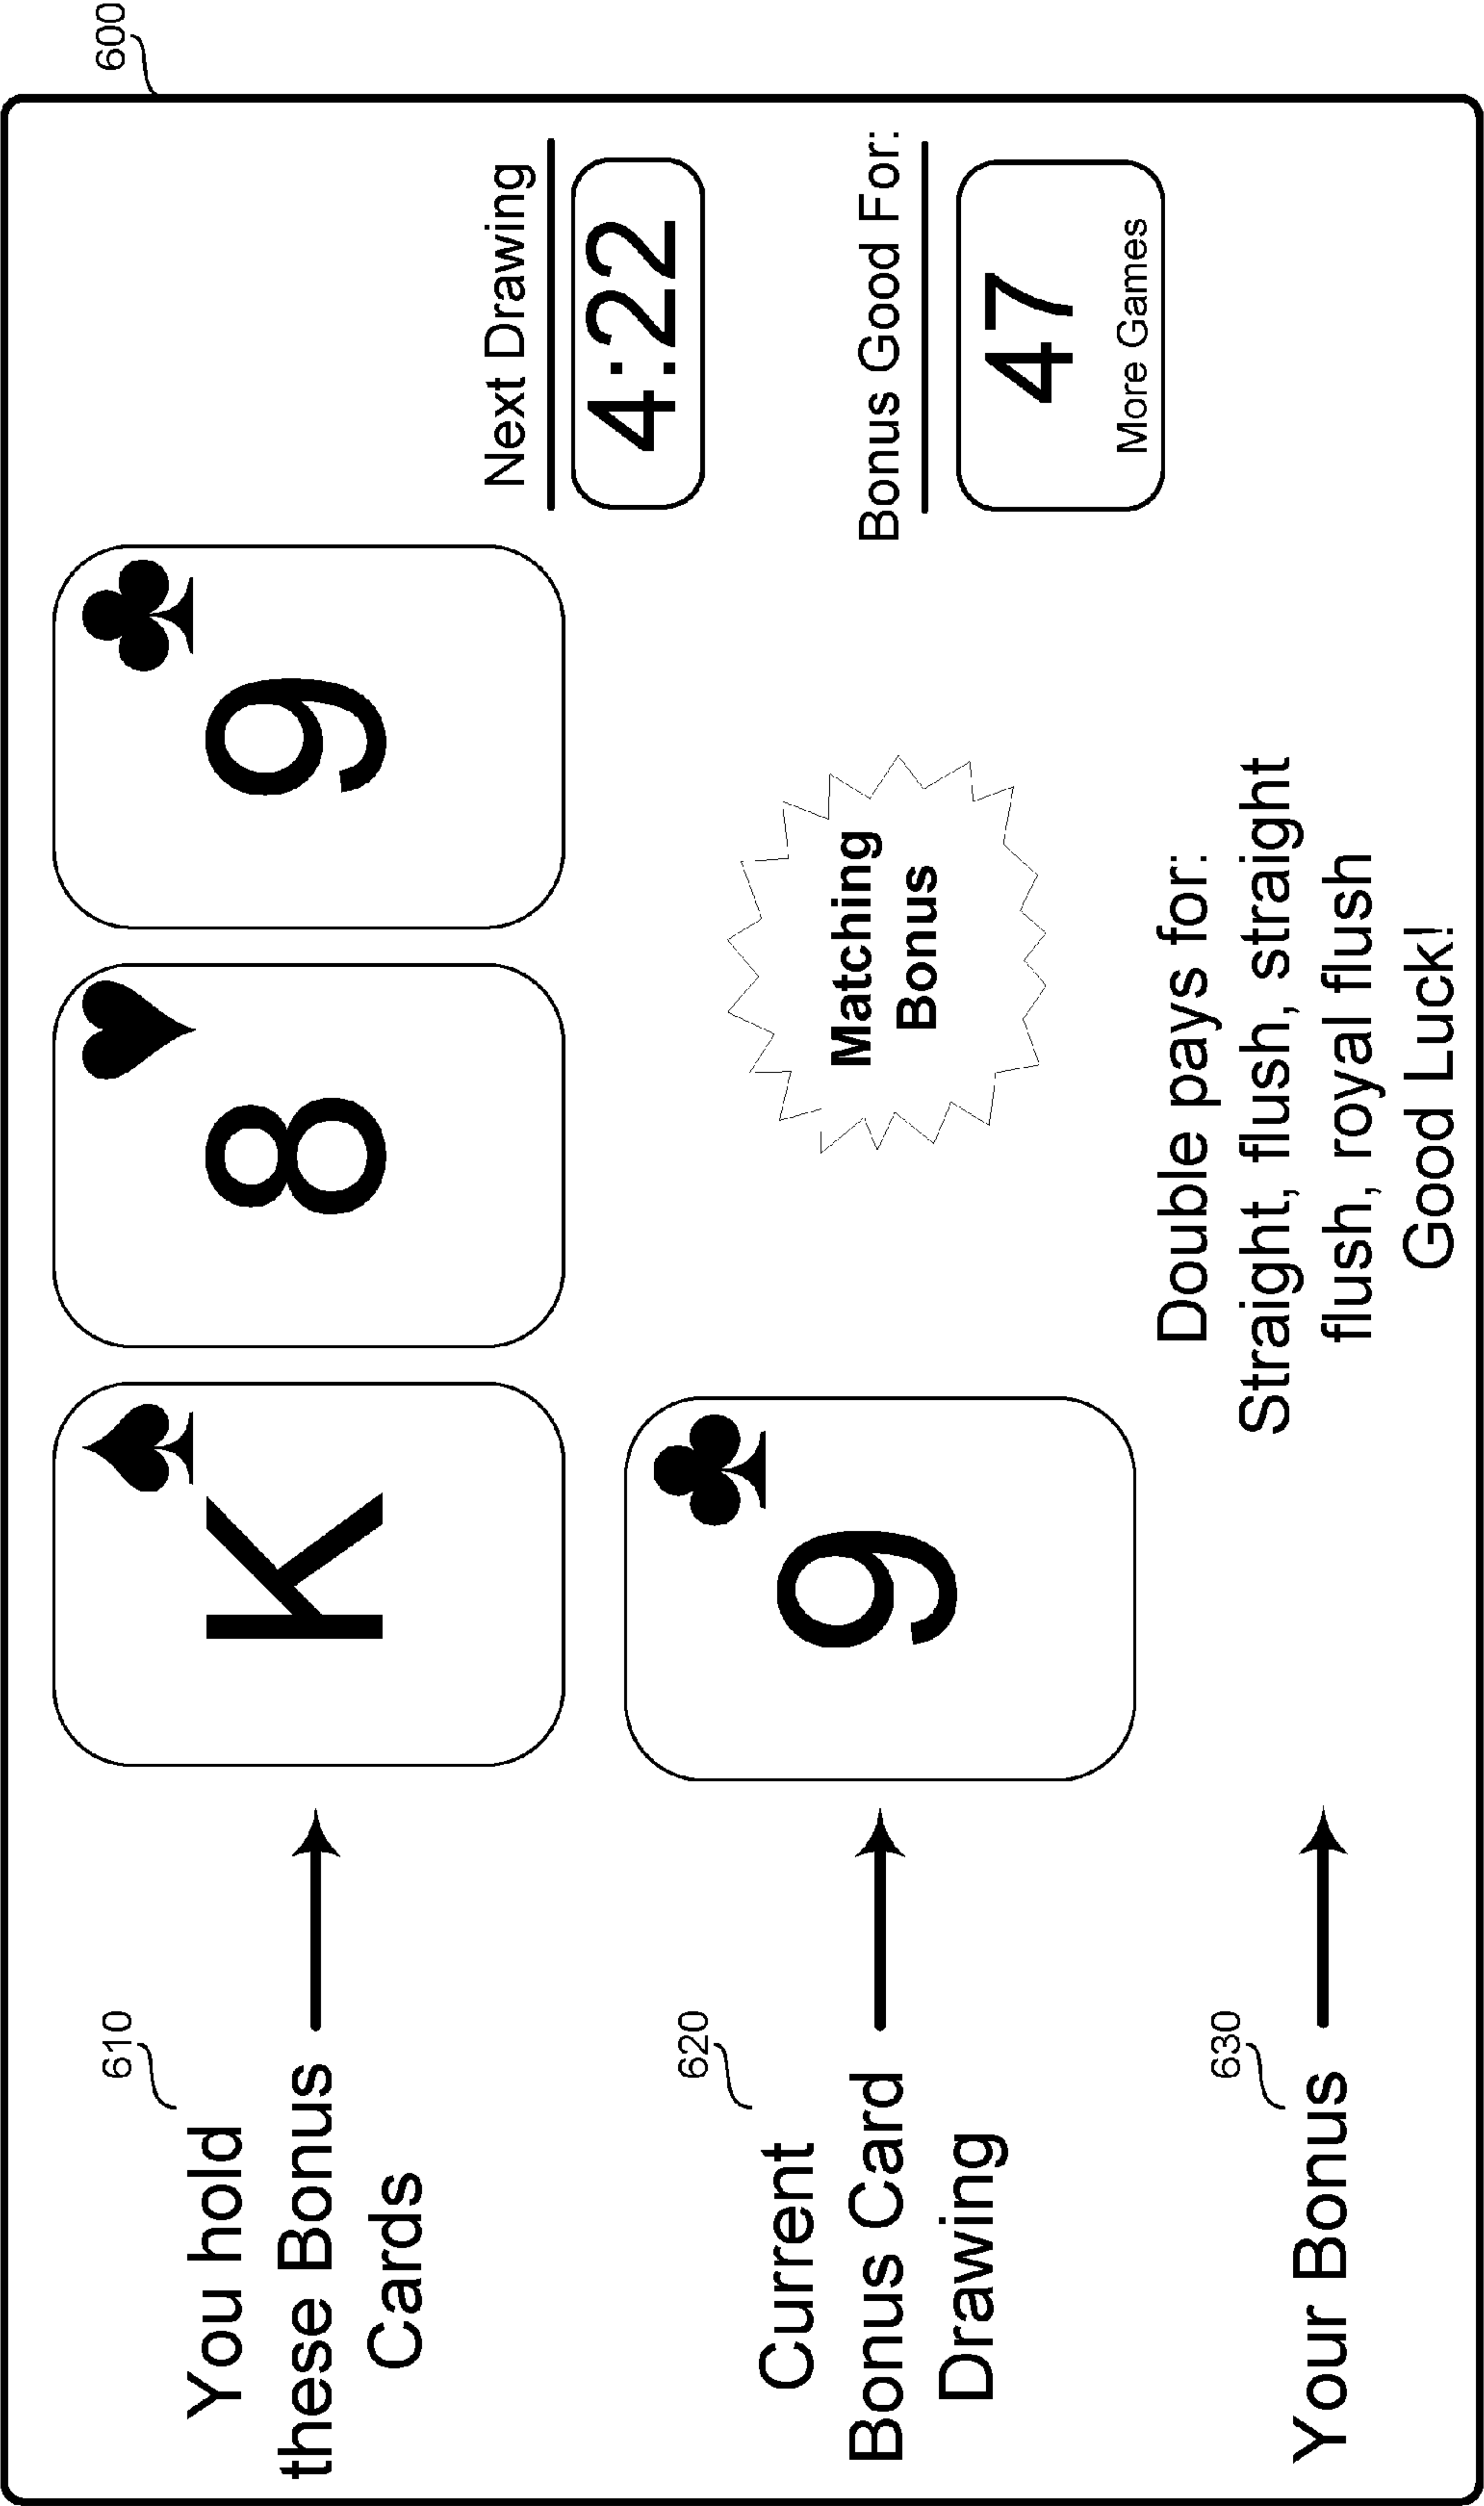 600
610
You hold
these Bonus
Cards
K
8
9
Next Drawing
4:22
620
Current
Bonus Card
Drawing
9
Matching
Bonus
Bonus Good For:
47
More Games
630
Your Bonus
Double pays for:
Straight, flush, straight
flush, royal flush
Good Luck!